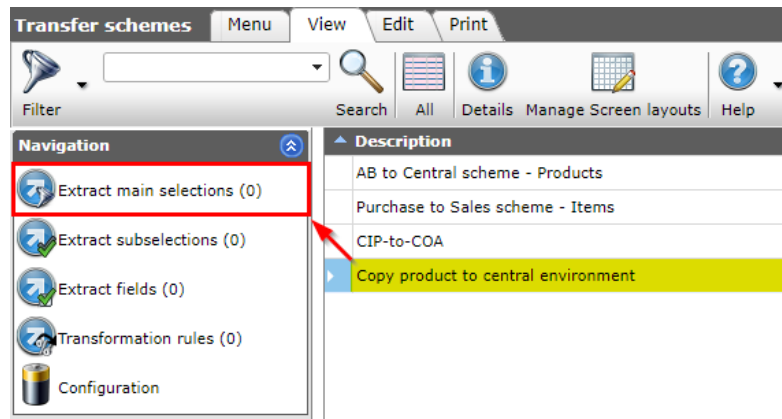 Transfer schemes Menu View Edit Print
Filter Search All Details Manage Screen layouts Help
Navigation
Extract main selections (0)
Extract subselections (0)
Extract fields (0)
Transformation rules (0)
Configuration
Description
AB to Central scheme - Products
Purchase to Sales scheme - Items
CIP-to-COA
Copy product to central environment